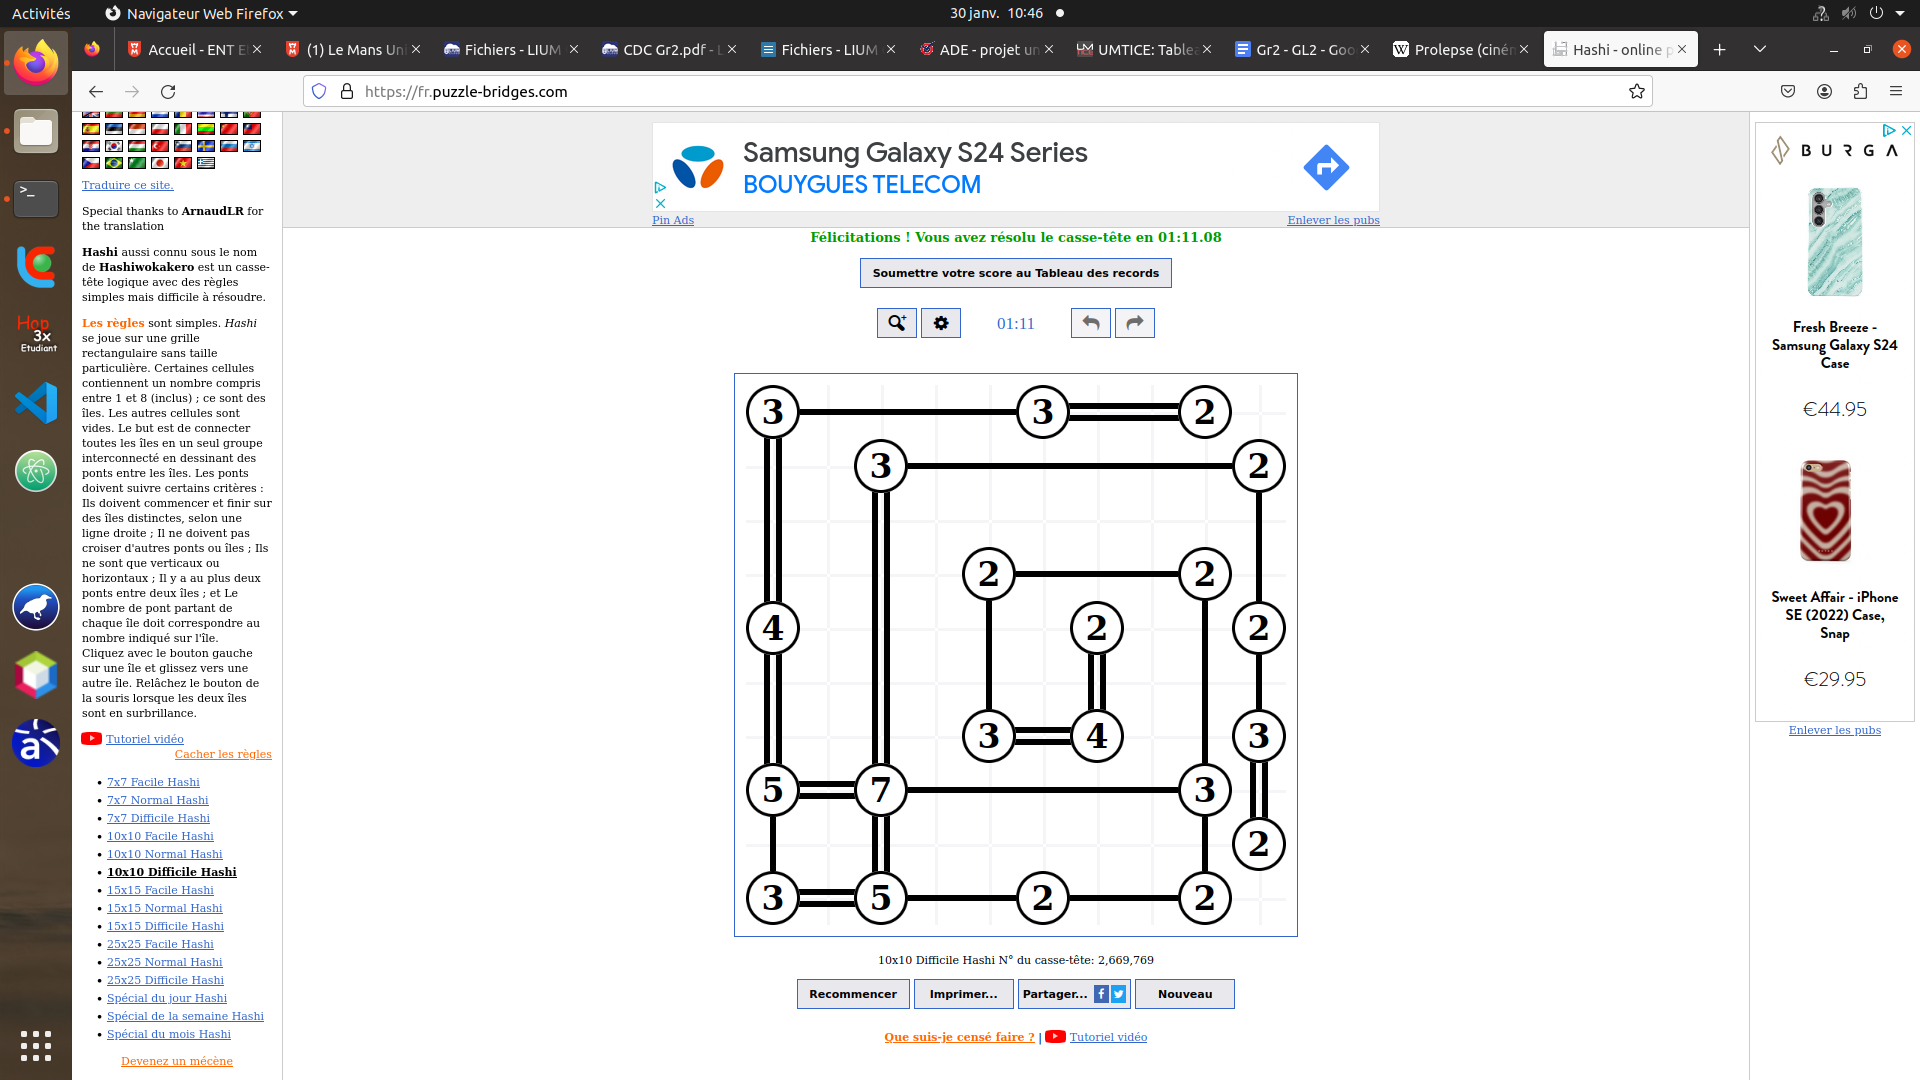 Activités
Navigateur Web Firefox
30 janv. 10:46
Accueil - ENT E
(1) Le Mans Uni
Fichiers - LIUM
CDC Gr2.pdf - L
Fichiers - LIUM
ADE - projet un
UMTICE: Tablea
Gr2 - GL2 - Goo
Prolepse (ciném
Hashi - online p
https://fr.puzzle-bridges.com
Hop
3x
Etudiant
Traduire ce site.
Special thanks to ArnaudLR for
the translation
Hashi aussi connu sous le nom
de Hashiwokakero est un casse-
tête logique avec des règles
simples mais difficile à résoudre.
Les règles sont simples. Hashi
se joue sur une grille
rectangulaire sans taille
particulière. Certaines cellules
contiennent un nombre compris
entre 1 et 8 (inclus) ; ce sont des
îles. Les autres cellules sont
vides. Le but est de connecter
toutes les îles en un seul groupe
interconnecté en dessinant des
ponts entre les îles. Les ponts
doivent suivre certains critères :
Ils doivent commencer et finir sur
des îles distinctes, selon une
ligne droite ; Il ne doivent pas
croiser d'autres ponts ou îles ; Ils
ne sont que verticaux ou
horizontaux ; Il y a au plus deux
ponts entre deux îles ; et Le
nombre de pont partant de
chaque île doit correspondre au
nombre indiqué sur l'île.
Cliquez avec le bouton gauche
sur une île et glissez vers une
autre île. Relâchez le bouton de
la souris lorsque les deux îles
sont en surbrillance.
Tutoriel vidéo
Cacher les règles
7x7 Facile Hashi
7x7 Normal Hashi
7x7 Difficile Hashi
10x10 Facile Hashi
10x10 Normal Hashi
10x10 Difficile Hashi
15x15 Facile Hashi
15x15 Normal Hashi
15x15 Difficile Hashi
25x25 Facile Hashi
25x25 Normal Hashi
25x25 Difficile Hashi
Spécial du jour Hashi
Spécial de la semaine Hashi
Spécial du mois Hashi
Devenez un mécène
Samsung Galaxy S24 Series
BOUYGUES TELECOM
Pin Ads
Enlever les pubs
Félicitations ! Vous avez résolu le casse-tête en 01:11.08
Soumettre votre score au Tableau des records
01:11
3 3 2
3 2
2 2
4 2 2
3 4 3
5 7 3
2
3 5 2 2
10x10 Difficile Hashi N° du casse-tête: 2,669,769
Recommencer
Imprimer...
Partager...
Nouveau
Que suis-je censé faire ? | Tutoriel vidéo
BURGA
Fresh Breeze -
Samsung Galaxy S24
Case
€44.95
Sweet Affair - iPhone
SE (2022) Case,
Snap
€29.95
Enlever les pubs